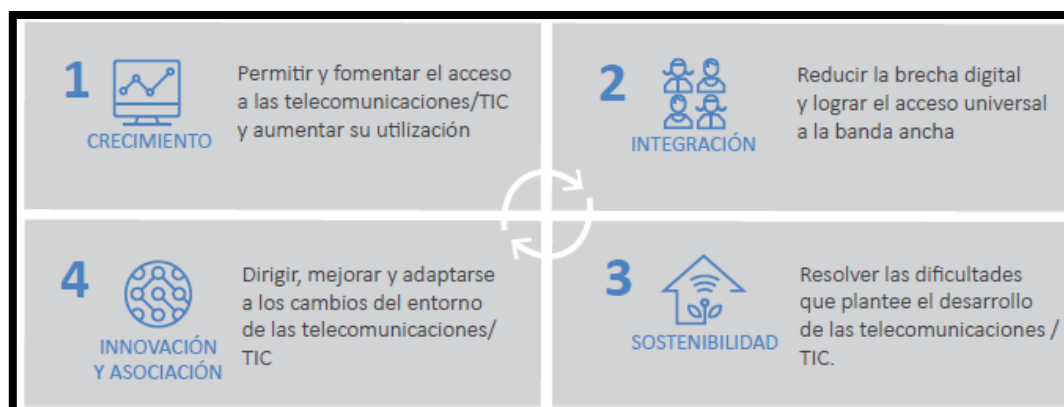 1
CRECIMIENTO
Permitir y fomentar el acceso
a las telecomunicaciones/TIC
y aumentar su utilización
2
INTEGRACIÓN
Reducir la brecha digital
y lograr el acceso universal
a la banda ancha
4
INNOVACIÓN
Y ASOCIACIÓN
Dirigir, mejorar y adaptarse
a los cambios del entorno
de las telecomunicaciones/
TIC
3
SOSTENIBILIDAD
Resolver las dificultades
que plantee el desarrollo
de las telecomunicaciones /
TIC.